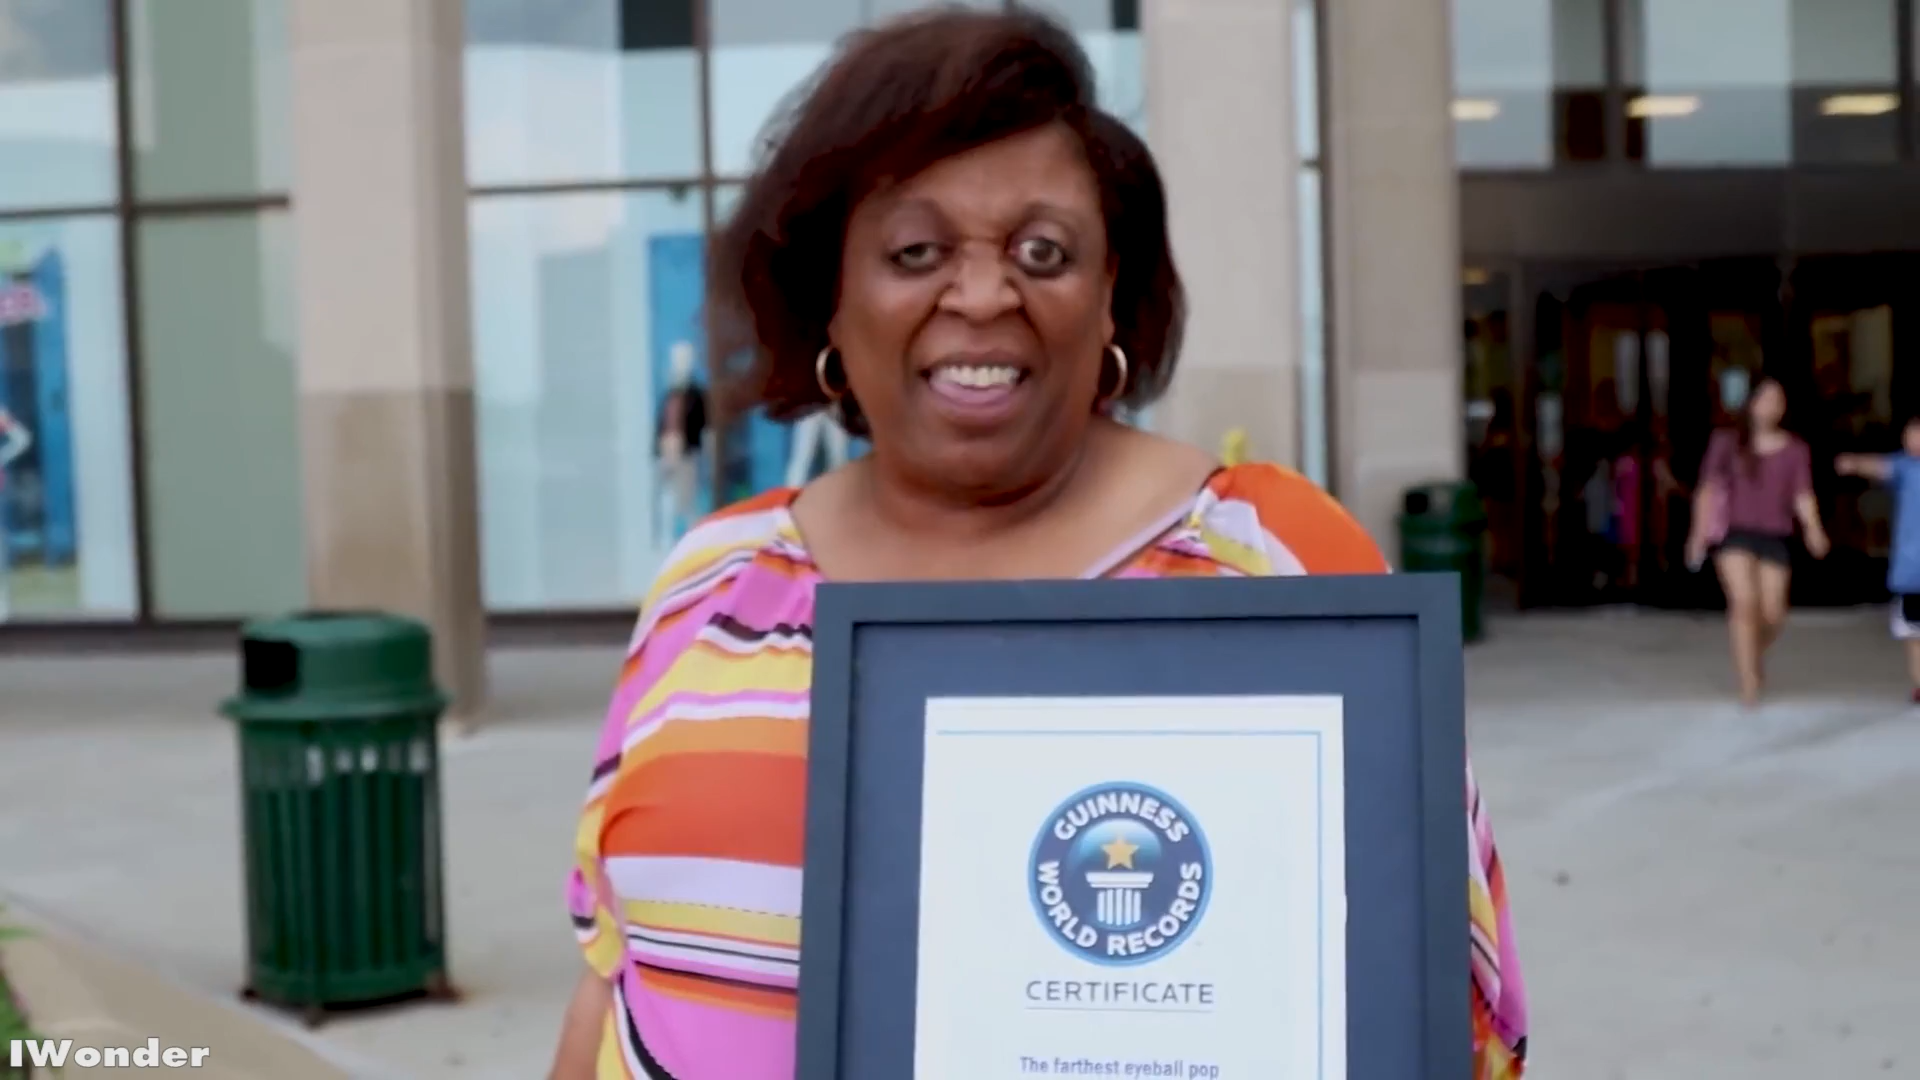 GUINNESS
WORLD RECORDS
CERTIFICATE
The farthest eyeball pop
IWonder